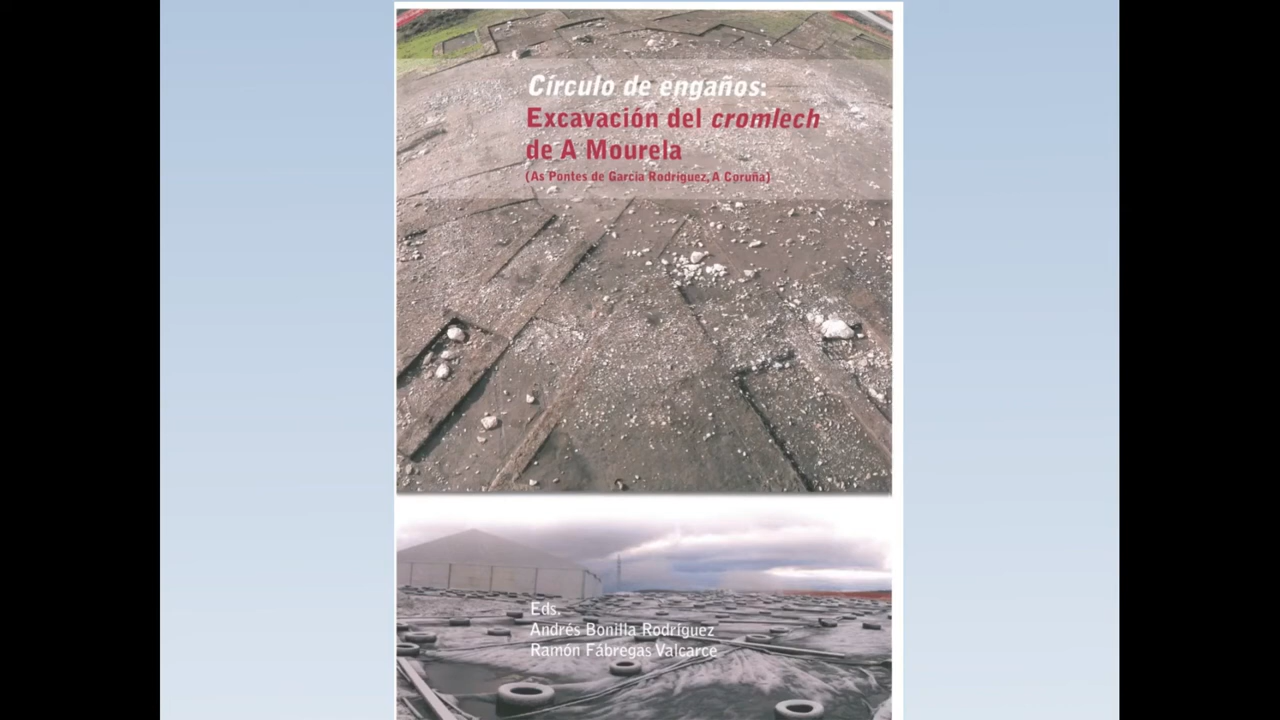 Círculo de engaños:
Excavación del cromlech
de A Mourela
(As Pontes de García Rodríguez, A Coruña)
Eds.
Andrés Bonilla Rodríguez
Ramón Fábregas Valcarce